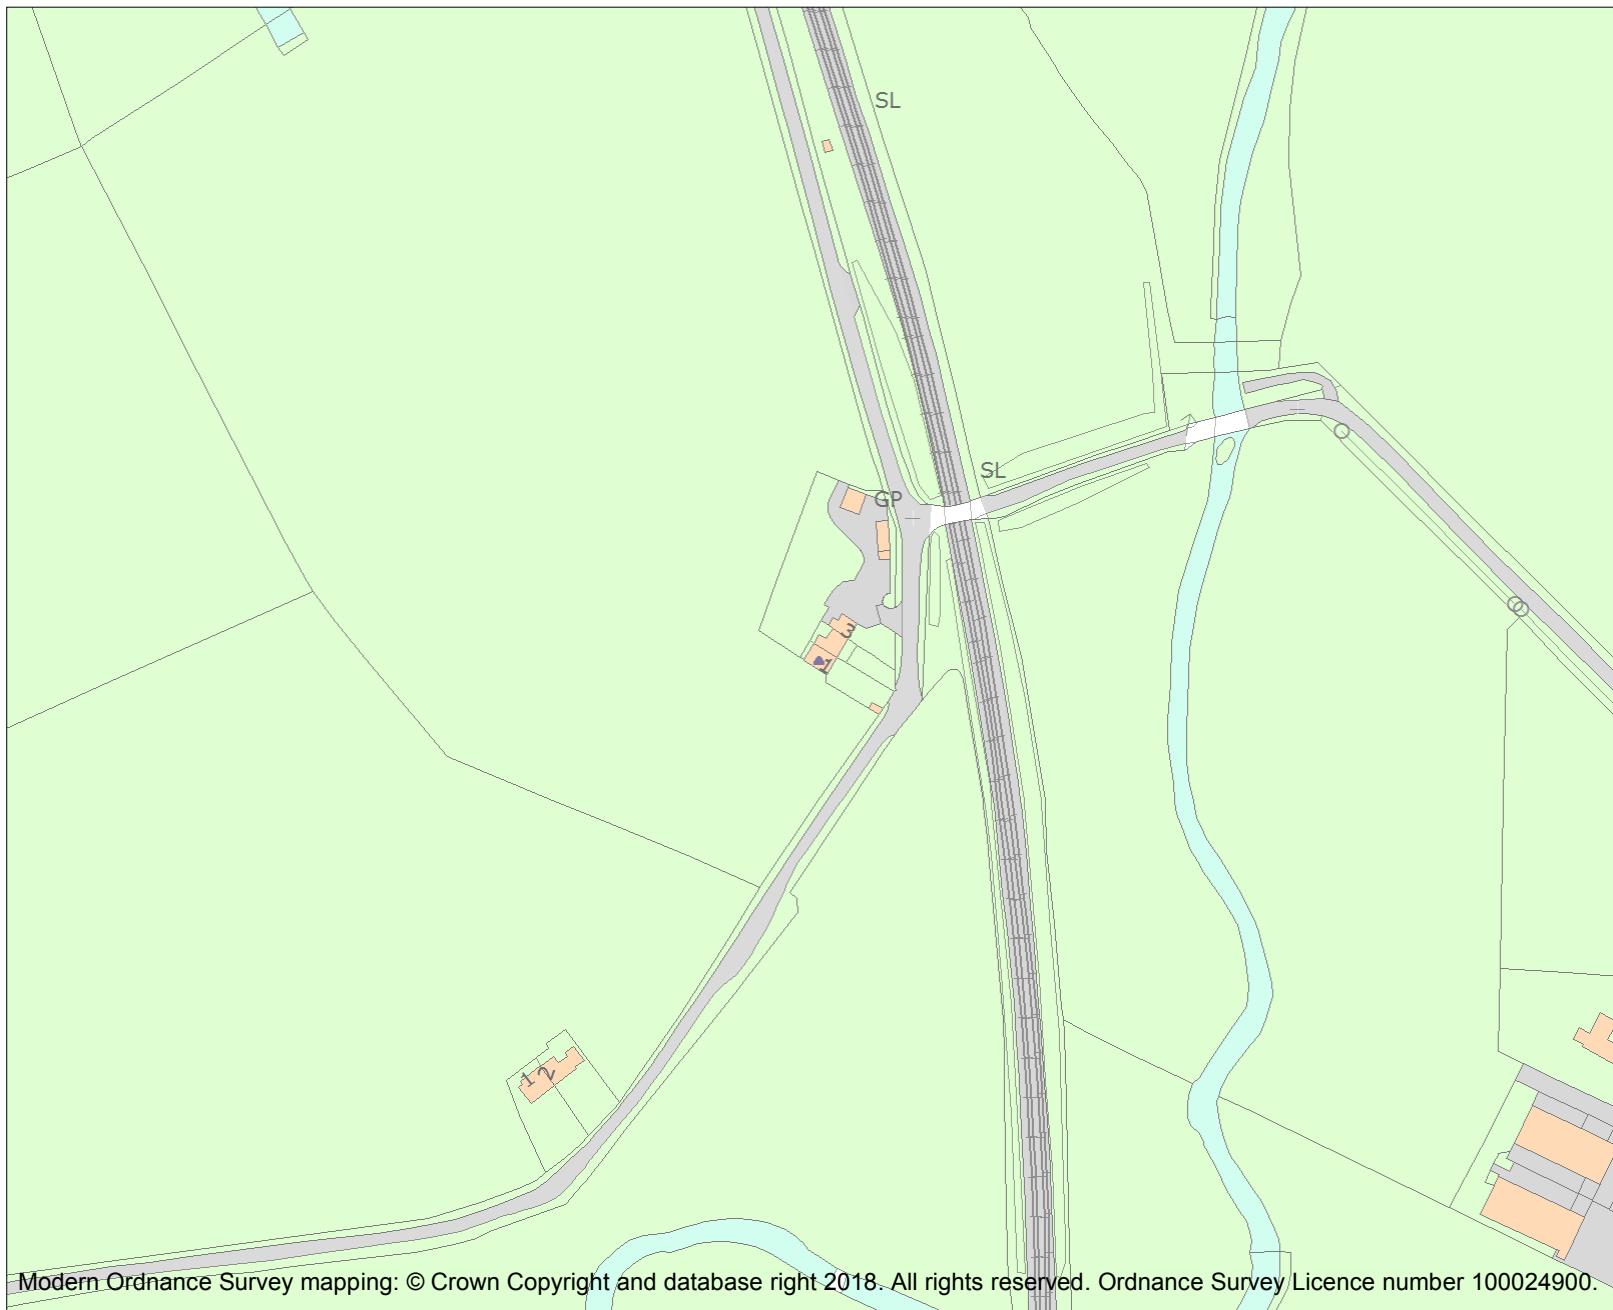 SL
SL
GP
3
1
1
2
Modern Ordnance Survey mapping: © Crown Copyright and database right 2018. All rights reserved. Ordnance Survey Licence number 100024900.